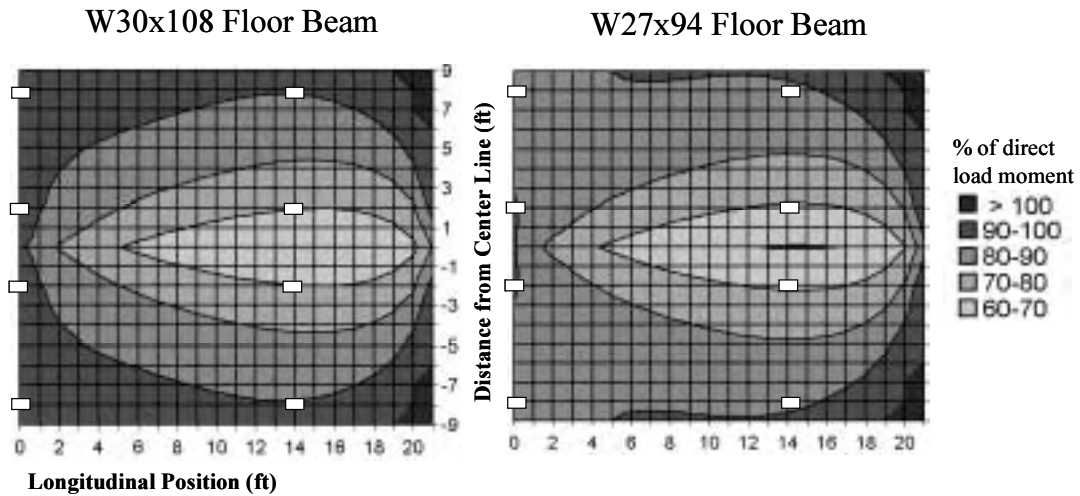 W30x108 Floor Beam
W27x94 Floor Beam
9
7
5
3
1
-1
-3
-5
-7
-9
Distance from Center Line (ft)
0 2 4 6 8 10 12 14 16 18 20
0 2 4 6 8 10 12 14 16 18 20
Longitudinal Position (ft)
% of direct
load moment
> 100
90-100
80-90
70-80
60-70